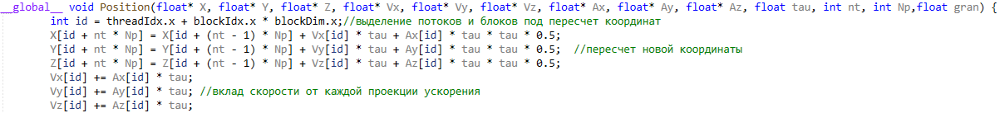 __global__ void Position(float* X, float* Y, float* Z, float* Vx, float* Vy, float* Vz, float* Ax, float* Ay, float* Az, float tau, int nt, int Np,float gran) {
int id = threadIdx.x + blockIdx.x * blockDim.x;//выделение потоков и блоков под пересчет координат
X[id + nt * Np] = X[id + (nt - 1) * Np] + Vx[id] * tau + Ax[id] * tau * tau * 0.5;
Y[id + nt * Np] = Y[id + (nt - 1) * Np] + Vy[id] * tau + Ay[id] * tau * tau * 0.5;  //пересчет новой координаты
Z[id + nt * Np] = Z[id + (nt - 1) * Np] + Vz[id] * tau + Az[id] * tau * tau * 0.5;
Vx[id] += Ax[id] * tau;
Vy[id] += Ay[id] * tau; //вклад скорости от каждой проекции ускорения
Vz[id] += Az[id] * tau;